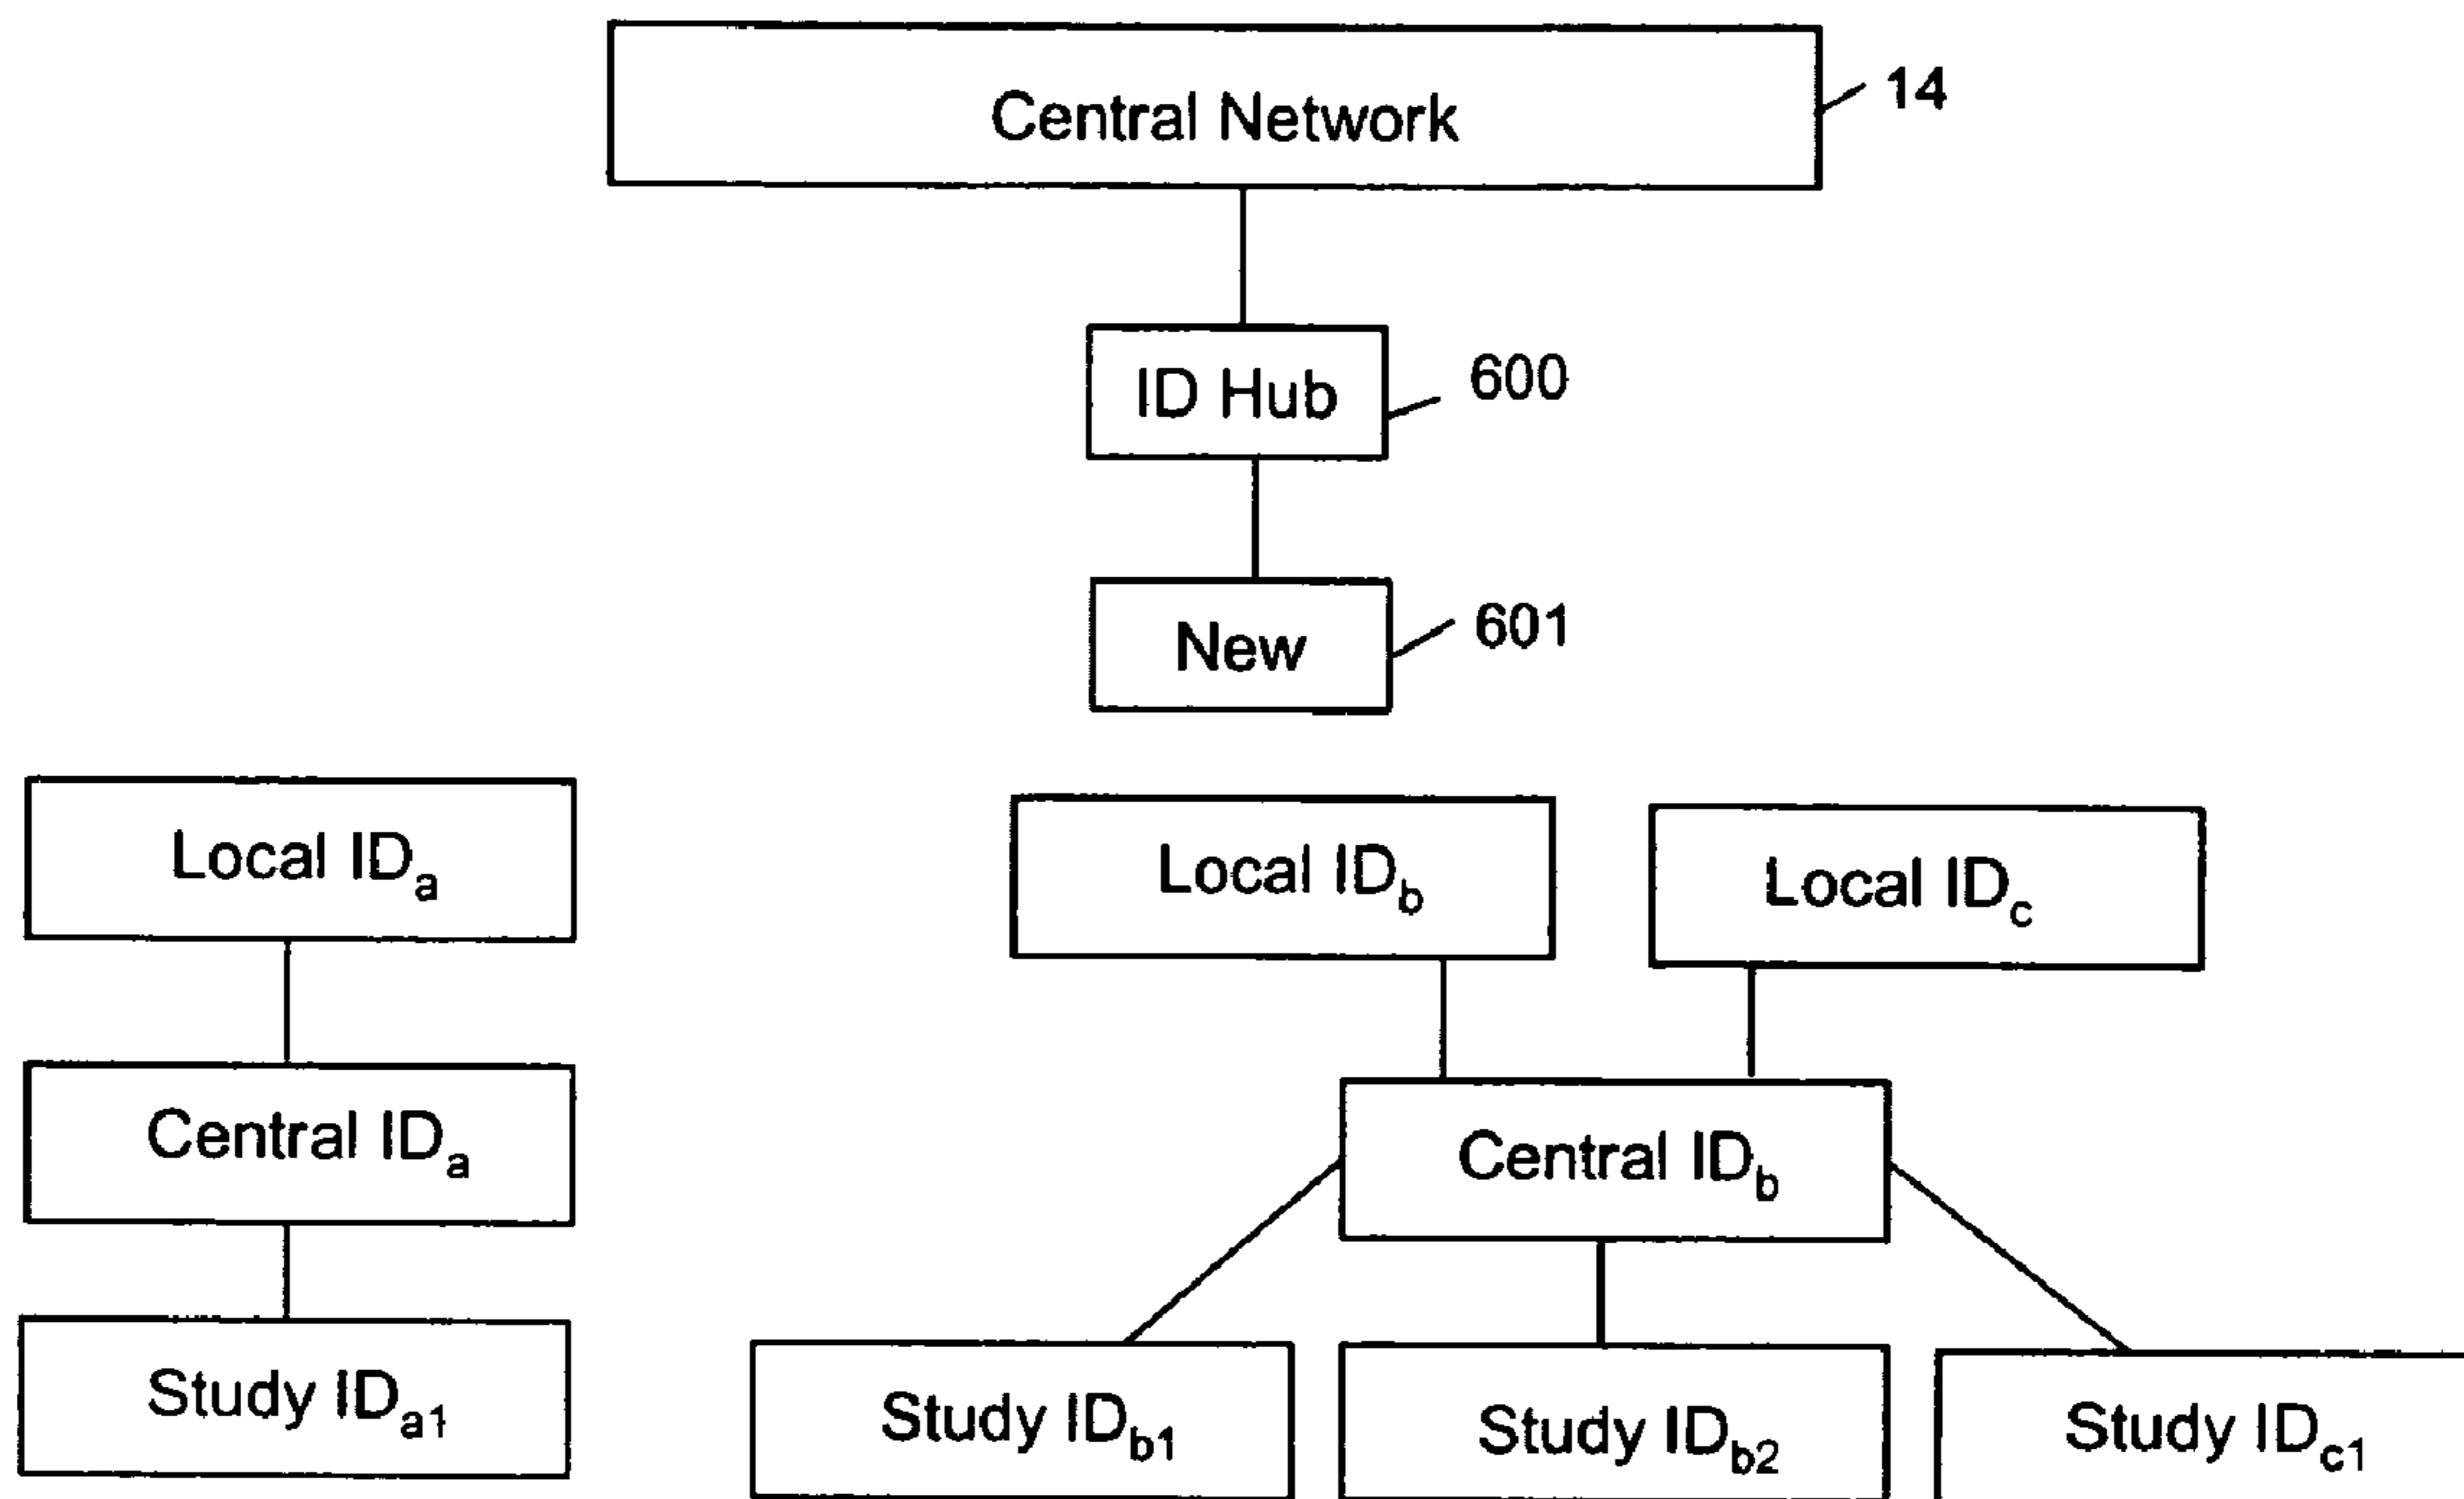 Central Network
14
ID Hub
600
New
601
Local IDa
Local IDb
Local IDc
Central IDa
Central IDb
Study IDa1
Study IDb1
Study IDb2
Study IDc1